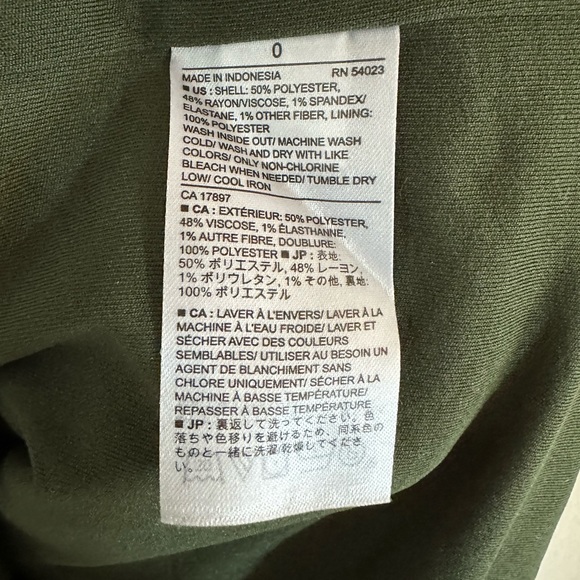 0
MADE IN INDONESIA RN 54023
■ US : SHELL: 50% POLYESTER,
48% RAYON/VISCOSE, 1% SPANDEX/
ELASTANE, 1% OTHER FIBER, LINING:
100% POLYESTER
WASH INSIDE OUT/ MACHINE WASH
COLD/ WASH AND DRY WITH LIKE
COLORS/ ONLY NON-CHLORINE
BLEACH WHEN NEEDED/ TUMBLE DRY
LOW/ COOL IRON
CA 17897
■ CA : EXTÉRIEUR: 50% POLYESTER,
48% VISCOSE, 1% ÉLASTHANNE,
1% AUTRE FIBRE, DOUBLURE:
100% POLYESTER ■ JP : 表地:
50% ポリエステル, 48% レーヨン,
1% ポリウレタン, 1% その他, 裏地:
100% ポリエステル
■ CA : LAVER À L'ENVERS/ LAVER À LA
MACHINE À L'EAU FROIDE/ LAVER ET
SÉCHER AVEC DES COULEURS
SEMBLABLES/ UTILISER AU BESOIN UN
AGENT DE BLANCHIMENT SANS
CHLORE UNIQUEMENT/ SÉCHER À LA
MACHINE À BASSE TEMPÉRATURE/
REPASSER À BASSE TEMPÉRATURE
■ JP : 裏返して洗ってください。色
落ちや色移りを避けるため、同系色の
ものと一緒に洗濯/乾燥してくださ
い。